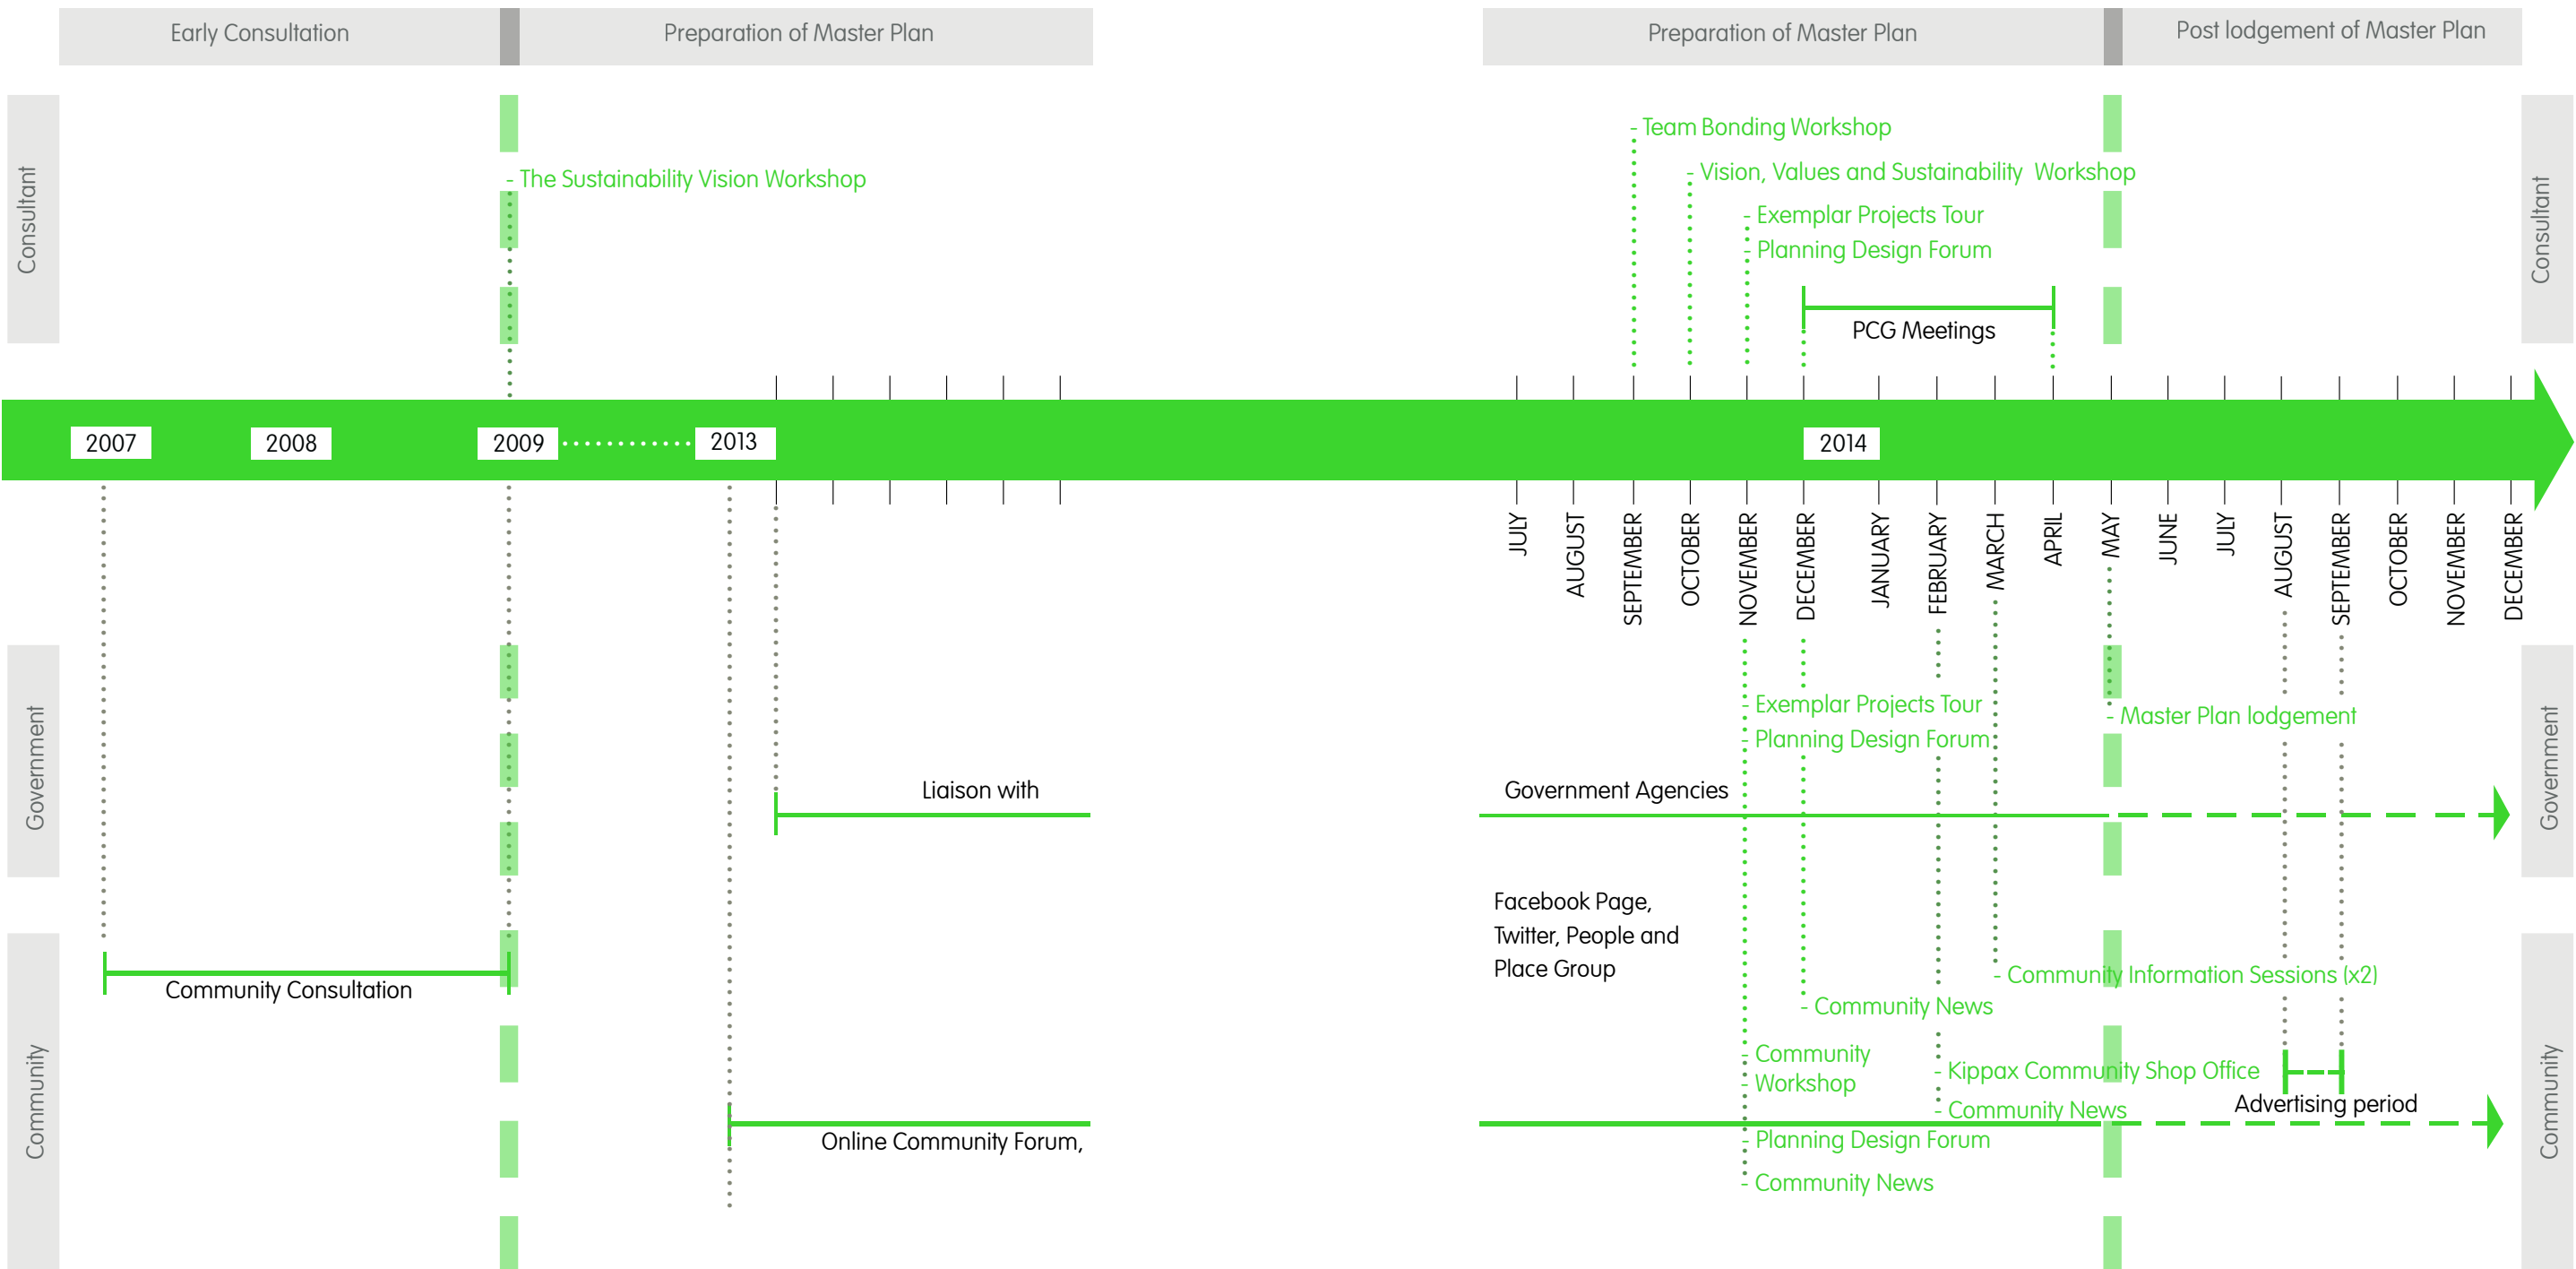 Early Consultation
Preparation of Master Plan
Preparation of Master Plan
Post lodgement of Master Plan
Consultant
- The Sustainability Vision Workshop
- Team Bonding Workshop
- Vision, Values and Sustainability Workshop
- Exemplar Projects Tour
- Planning Design Forum
PCG Meetings
Consultant
2007
2008
2009
2013
2014
JULY
AUGUST
SEPTEMBER
OCTOBER
NOVEMBER
DECEMBER
JANUARY
FEBRUARY
MARCH
APRIL
MAY
JUNE
JULY
AUGUST
SEPTEMBER
OCTOBER
NOVEMBER
DECEMBER
Government
- Exemplar Projects Tour
- Planning Design Forum
- Master Plan lodgement
Liaison with
Government Agencies
Government
Community
Community Consultation
Facebook Page,
Twitter, People and
Place Group
- Community Information Sessions (x2)
- Community News
- Community
- Workshop
- Kippax Community Shop Office
- Community News
Advertising period
Online Community Forum,
- Planning Design Forum
- Community News
Community